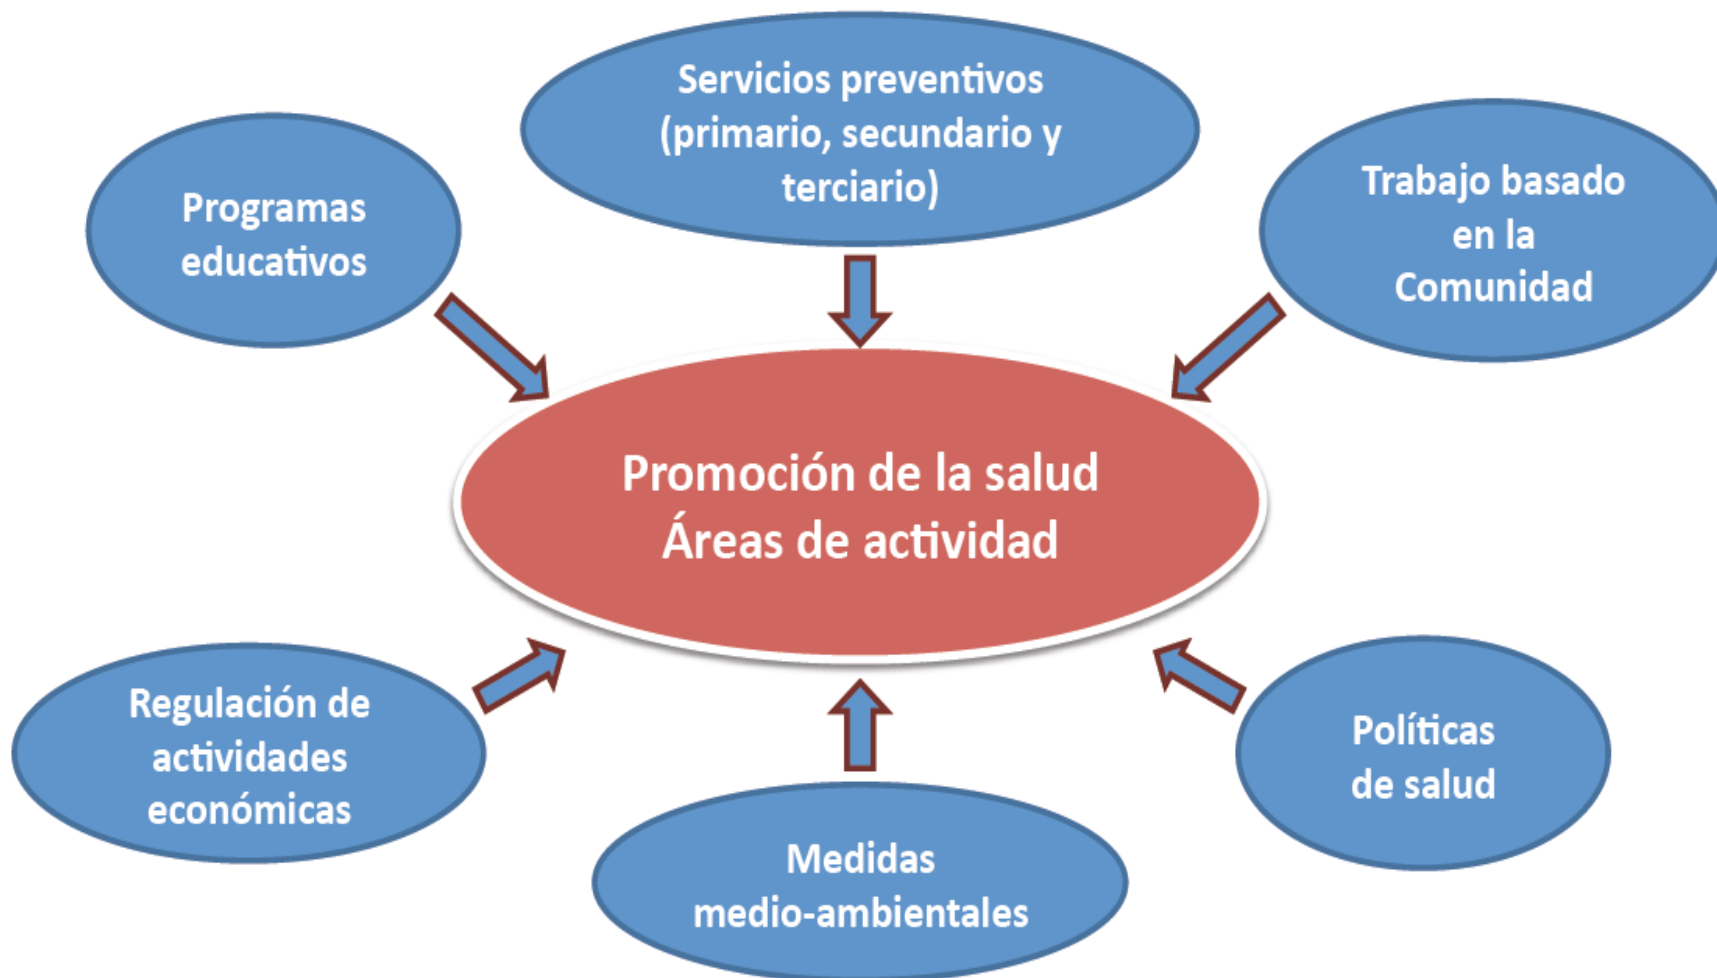 Servicios preventivos
(primario, secundario y
terciario)
Programas
educativos
Trabajo basado
en la
Comunidad
Promoción de la salud
Áreas de actividad
Regulación de
actividades
económicas
Medidas
medio-ambientales
Políticas
de salud